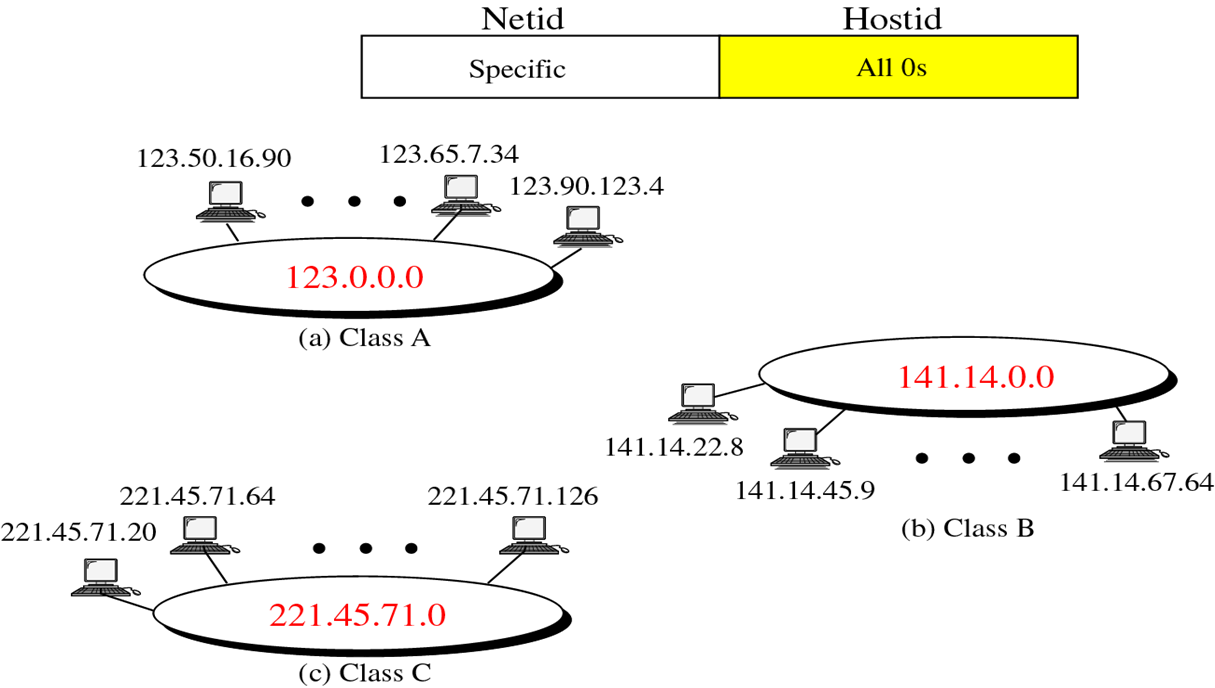 Netid Hostid
Specific All 0s
123.50.16.90 123.65.7.34
123.90.123.4
123.0.0.0
(a) Class A
141.14.0.0
141.14.22.8
141.14.45.9 141.14.67.64
(b) Class B
221.45.71.64 221.45.71.126
221.45.71.20
221.45.71.0
(c) Class C